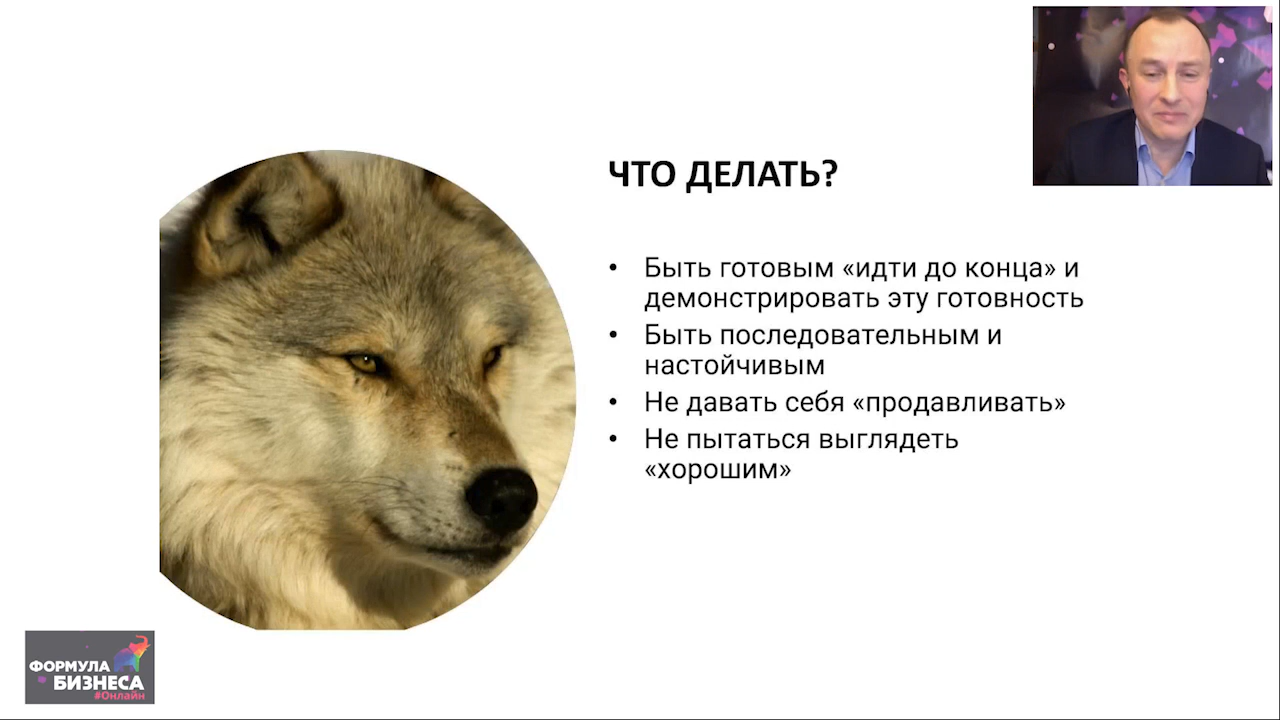 ЧТО ДЕЛАТЬ?
• Быть готовым «идти до конца» и
демонстрировать эту готовность
• Быть последовательным и
настойчивым
• Не давать себя «продавливать»
• Не пытаться выглядеть
«хорошим»
ФОРМУЛА
БИЗНЕСА
#Онлайн